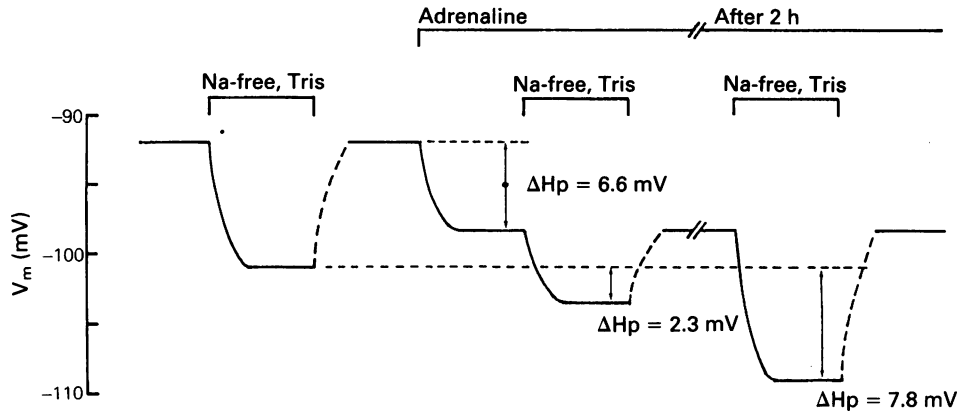 Adrenaline
After 2 h
Na-free, Tris
Na-free, Tris
Na-free, Tris
−90
ΔHp = 6.6 mV
Vm (mV)
−100
ΔHp = 2.3 mV
−110
ΔHp = 7.8 mV